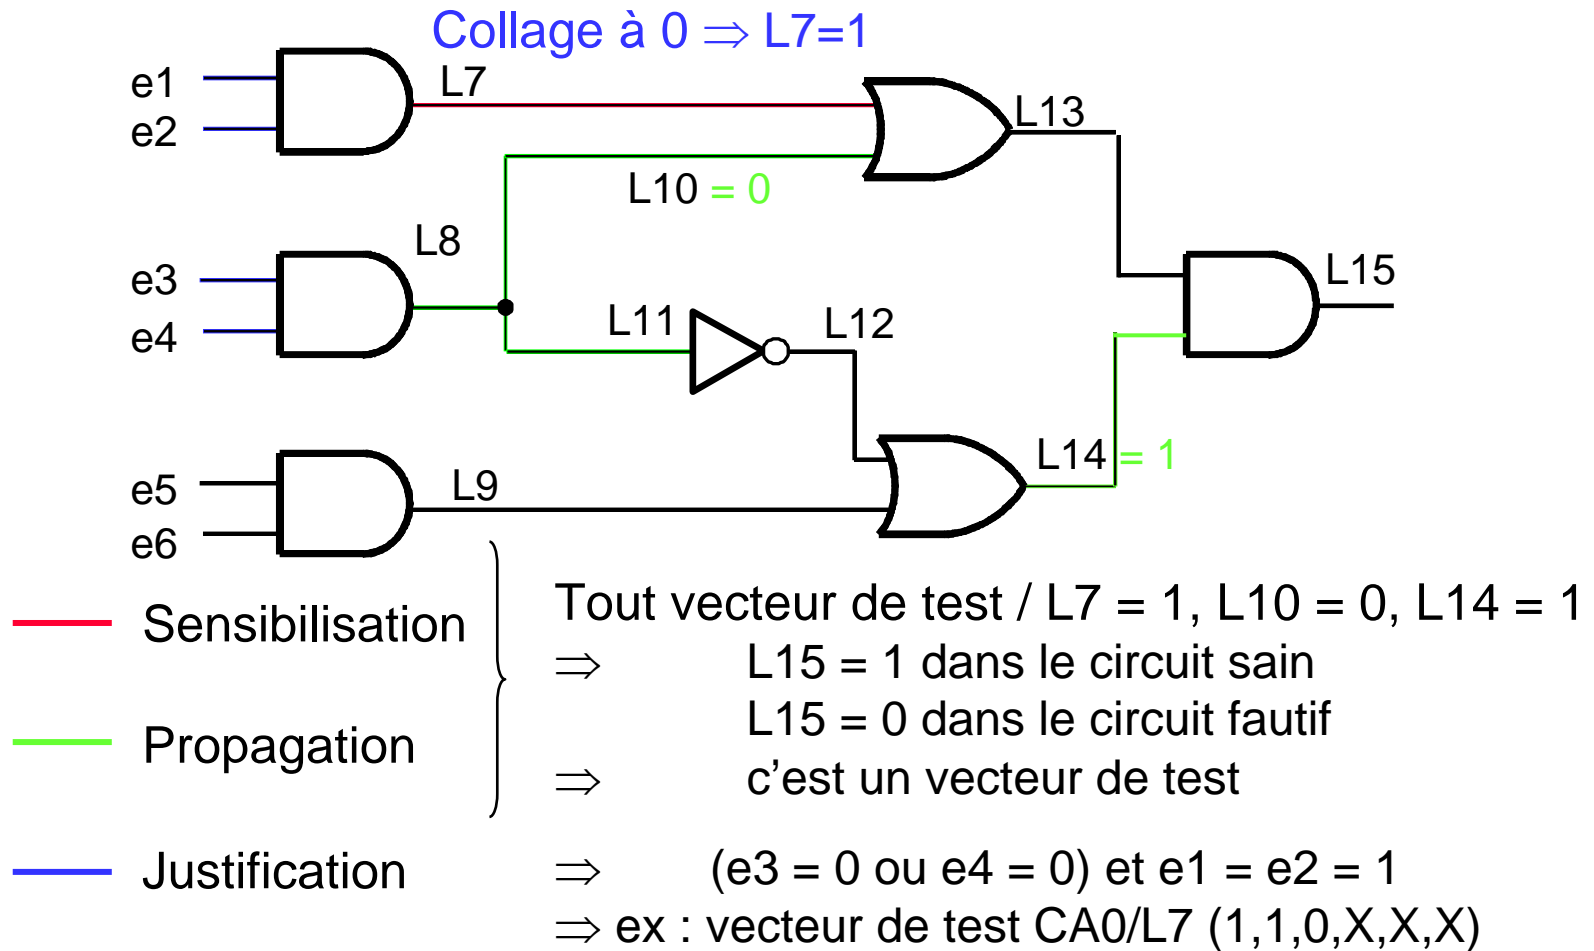 Collage à 0 ⇒ L7=1
e1
e2
L7
L13
L10 = 0
L8
e3
e4
L15
L11
L12
L14 = 1
e5
e6
L9
Sensibilisation
Propagation
Justification
Tout vecteur de test / L7 = 1, L10 = 0, L14 = 1
⇒ L15 = 1 dans le circuit sain
L15 = 0 dans le circuit fautif
⇒ c'est un vecteur de test
⇒ (e3 = 0 ou e4 = 0) et e1 = e2 = 1
⇒ ex : vecteur de test CA0/L7 (1,1,0,X,X,X)